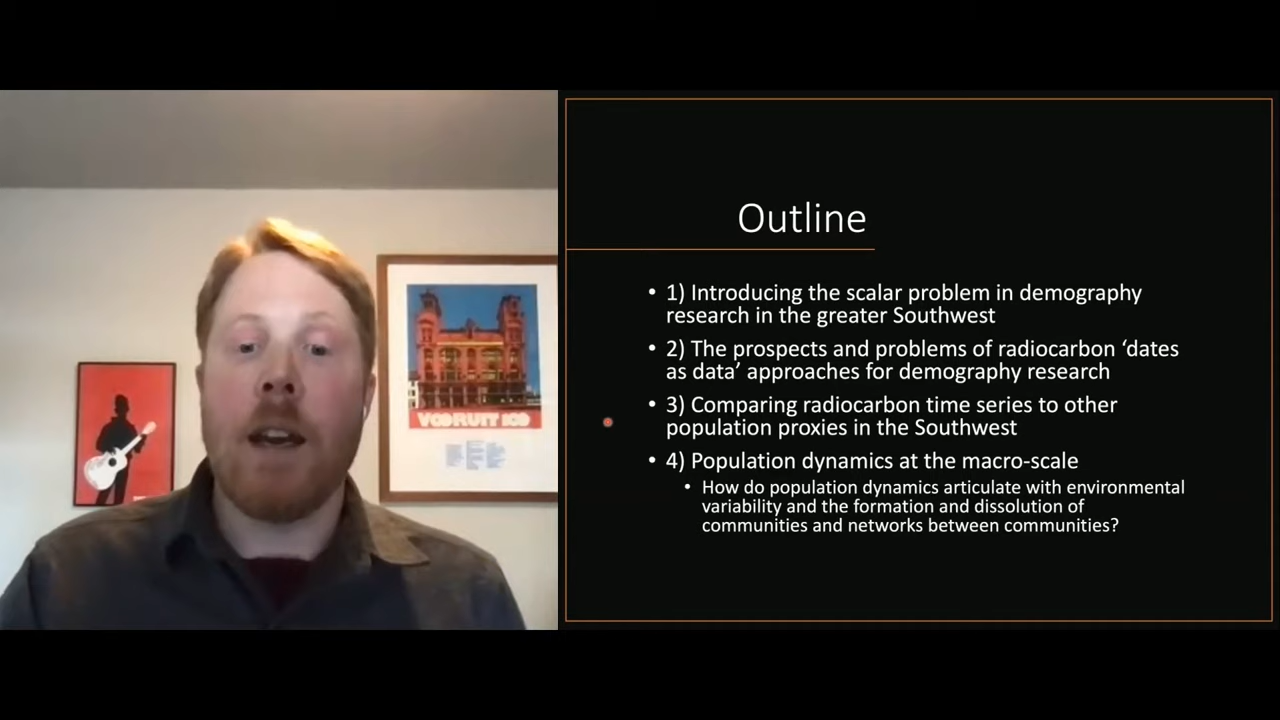 VOORUIT ICO
Outline
• 1) Introducing the scalar problem in demography
research in the greater Southwest
• 2) The prospects and problems of radiocarbon ‘dates
as data’ approaches for demography research
• 3) Comparing radiocarbon time series to other
population proxies in the Southwest
• 4) Population dynamics at the macro-scale
• How do population dynamics articulate with environmental
variability and the formation and dissolution of
communities and networks between communities?